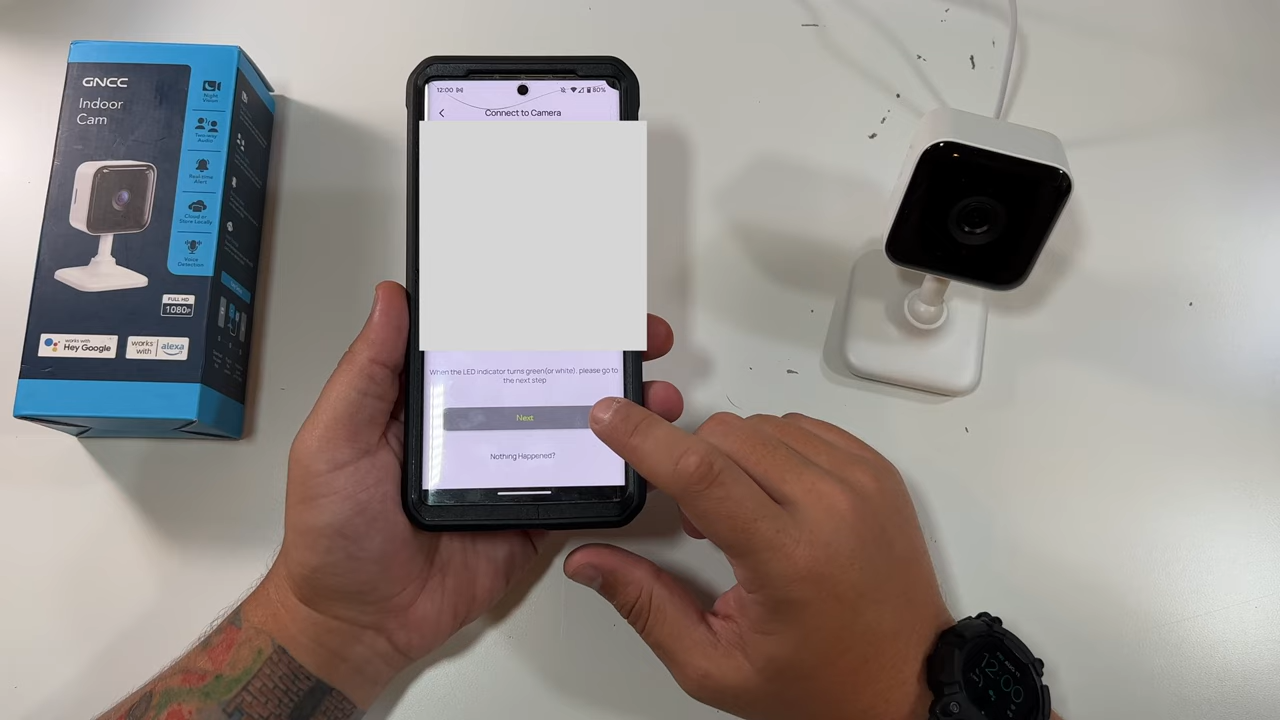 GNCC
Indoor
Cam
Night
Vision
Two-way
Audio
Real-time
Alert
Cloud or
Store Locally
Voice
Detection
FULL HD
1080P
works with
Hey Google
works
with
alexa
12:00
80%
Connect to Camera
When the LED indicator turns green(or white), please go to
the next step
Next
Nothing Happened?
12:00